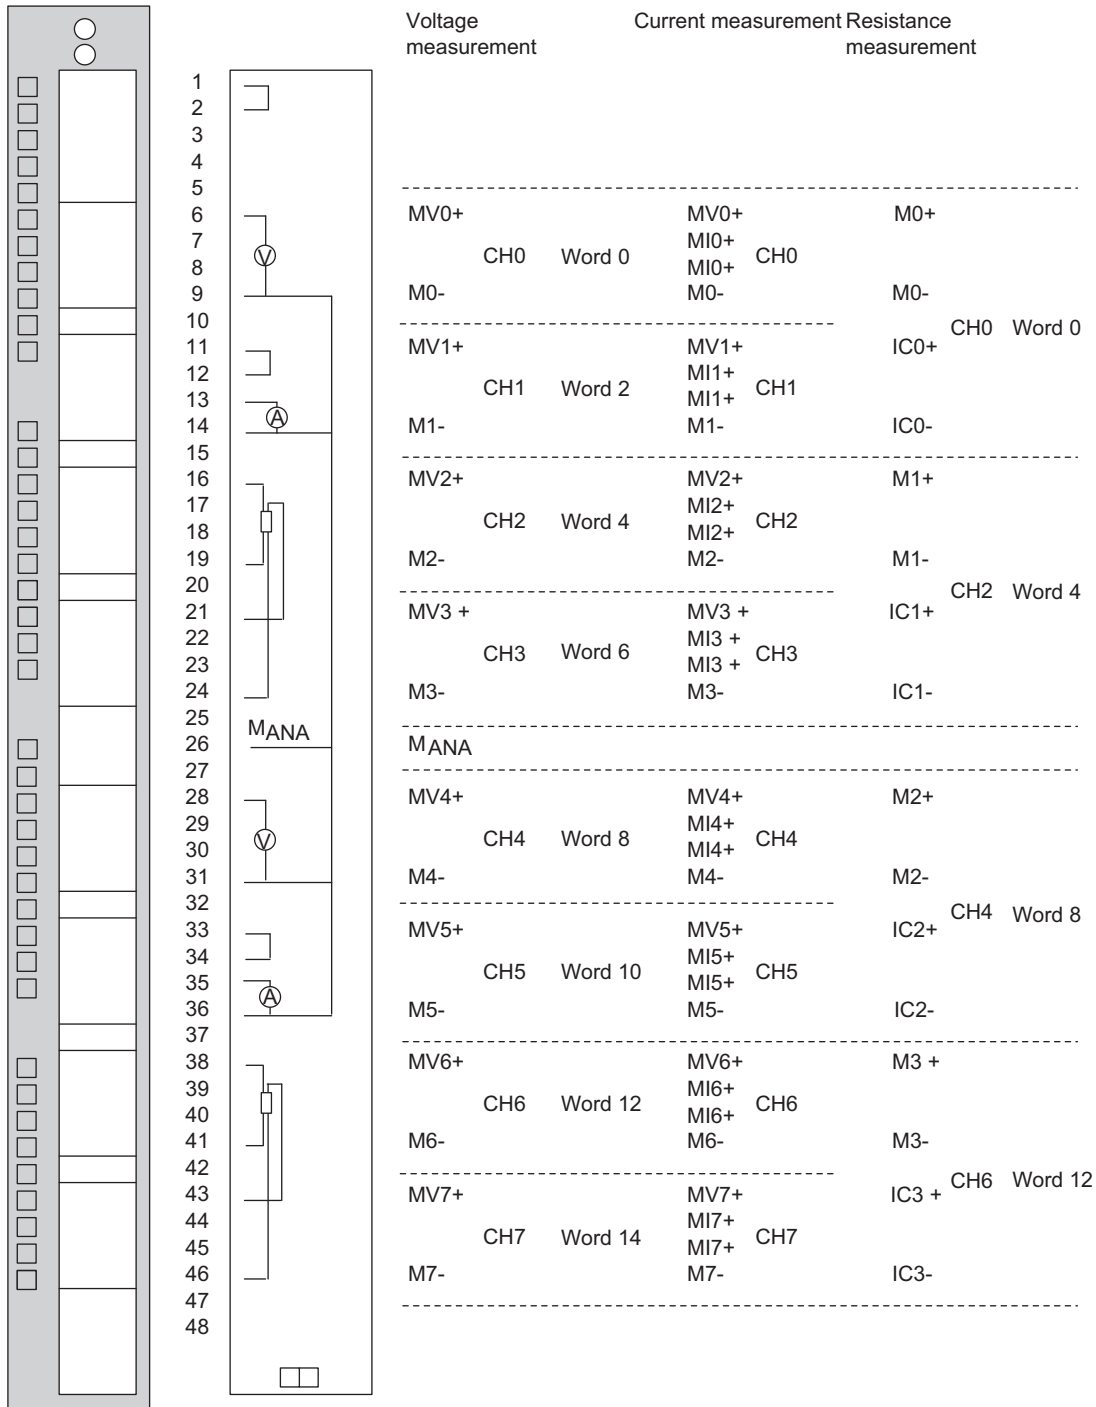 Voltage measurement Current measurement Resistance measurement
1
2
3
4
5
6 MV0+ MV0+ M0+
7 MI0+
V CH0 Word 0 CH0
8 MI0+
9 M0- M0- M0-
10 CH0 Word 0
11 MV1+ MV1+ IC0+
12 MI1+
CH1 Word 2 CH1
13 MI1+
A
14 M1- M1- IC0-
15
16 MV2+ MV2+ M1+
17 MI2+
CH2 Word 4 CH2
18 MI2+
19 M2- M2- M1-
20 CH2 Word 4
21 MV3 + MV3 + IC1+
22 MI3 +
CH3 Word 6 CH3
23 MI3 +
24 M3- M3- IC1-
25
26 MANA MANA
27
28 MV4+ MV4+ M2+
29 MI4+
V CH4 Word 8 CH4
30 MI4+
31 M4- M4- M2-
32 CH4 Word 8
33 MV5+ MV5+ IC2+
34 MI5+
CH5 Word 10 CH5
35 MI5+
A
36 M5- M5- IC2-
37
38 MV6+ MV6+ M3 +
39 MI6+
CH6 Word 12 CH6
40 MI6+
41 M6- M6- M3-
42 CH6 Word 12
43 MV7+ MV7+ IC3 +
44 MI7+
CH7 Word 14 CH7
45 MI7+
46 M7- M7- IC3-
47
48